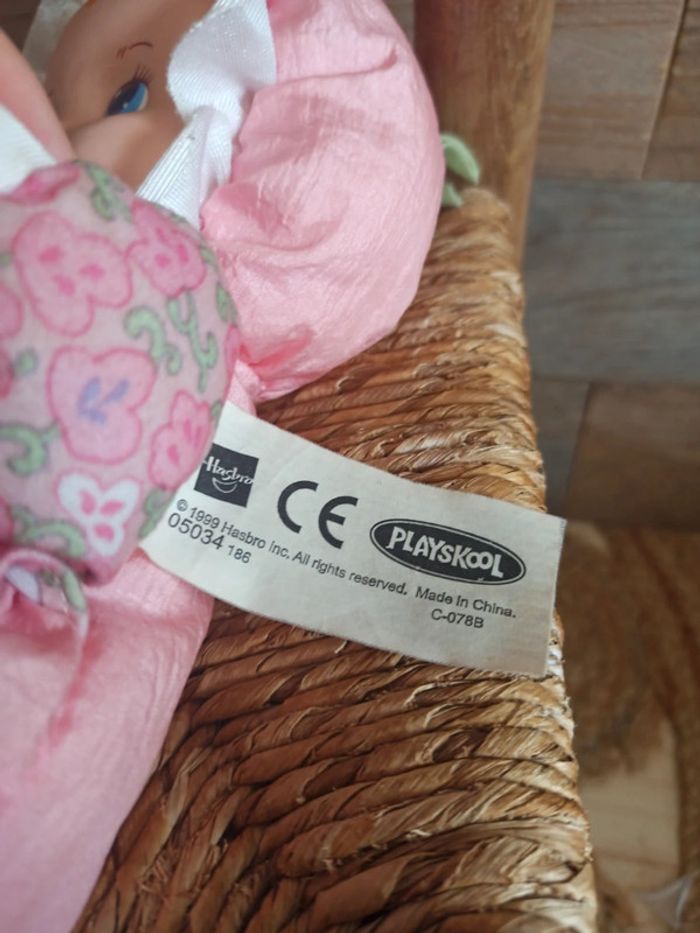 Hasbro
CE
PLAYSKOOL
© 1999 Hasbro Inc. All rights reserved. Made In China.
05034 186
C-078B